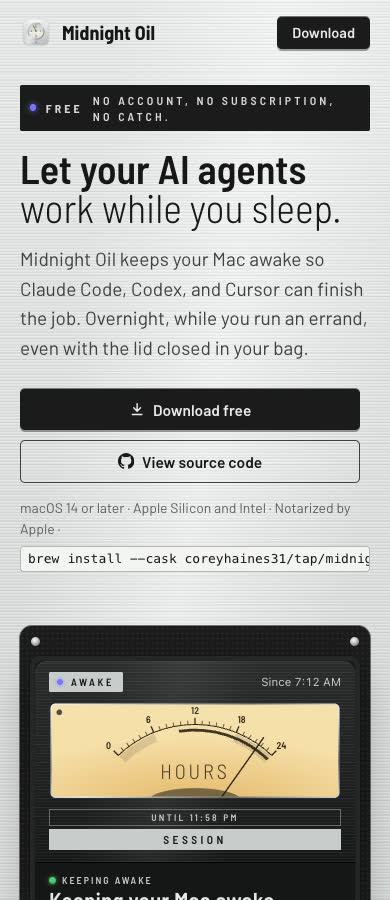 Midnight Oil
Download
FREE
NO ACCOUNT, NO SUBSCRIPTION,
NO CATCH.
Let your AI agents
work while you sleep.
Midnight Oil keeps your Mac awake so
Claude Code, Codex, and Cursor can finish
the job. Overnight, while you run an errand,
even with the lid closed in your bag.
Download free
View source code
macOS 14 or later · Apple Silicon and Intel · Notarized by
Apple ·
brew install --cask coreyhaines31/tap/midnig
AWAKE
Since 7:12 AM
0 6 12 18 24
HOURS
UNTIL 11:58 PM
SESSION
KEEPING AWAKE
Keeping your Mac awake